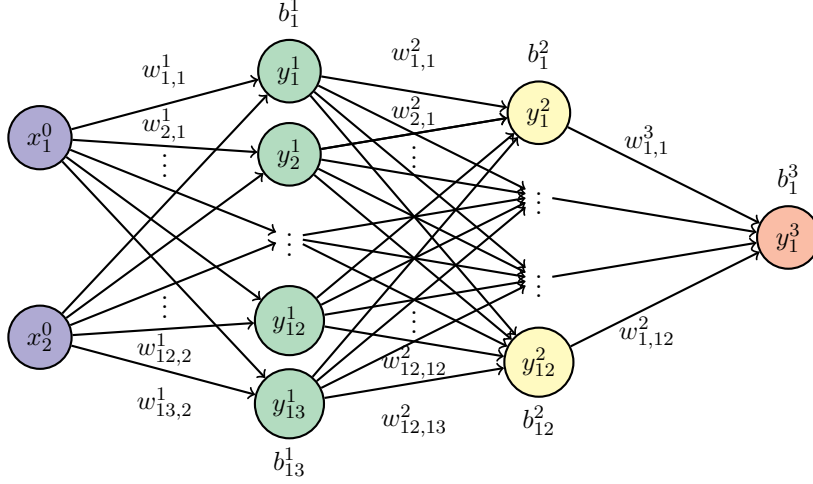 b_1^1
w_{1,1}^1
y_1^1
w_{1,1}^2
b_1^2
x_1^0
w_{2,1}^1
⋮
y_2^1
w_{2,1}^2
⋮
y_1^2
w_{1,1}^3
b_1^3
⋮
⋮
y_1^3
⋮
⋮
x_2^0
w_{12,2}^1
y_{12}^1
⋮
w_{12,12}^2
y_{12}^2
w_{1,12}^2
w_{13,2}^1
y_{13}^1
w_{12,13}^2
b_{12}^2
b_{13}^1